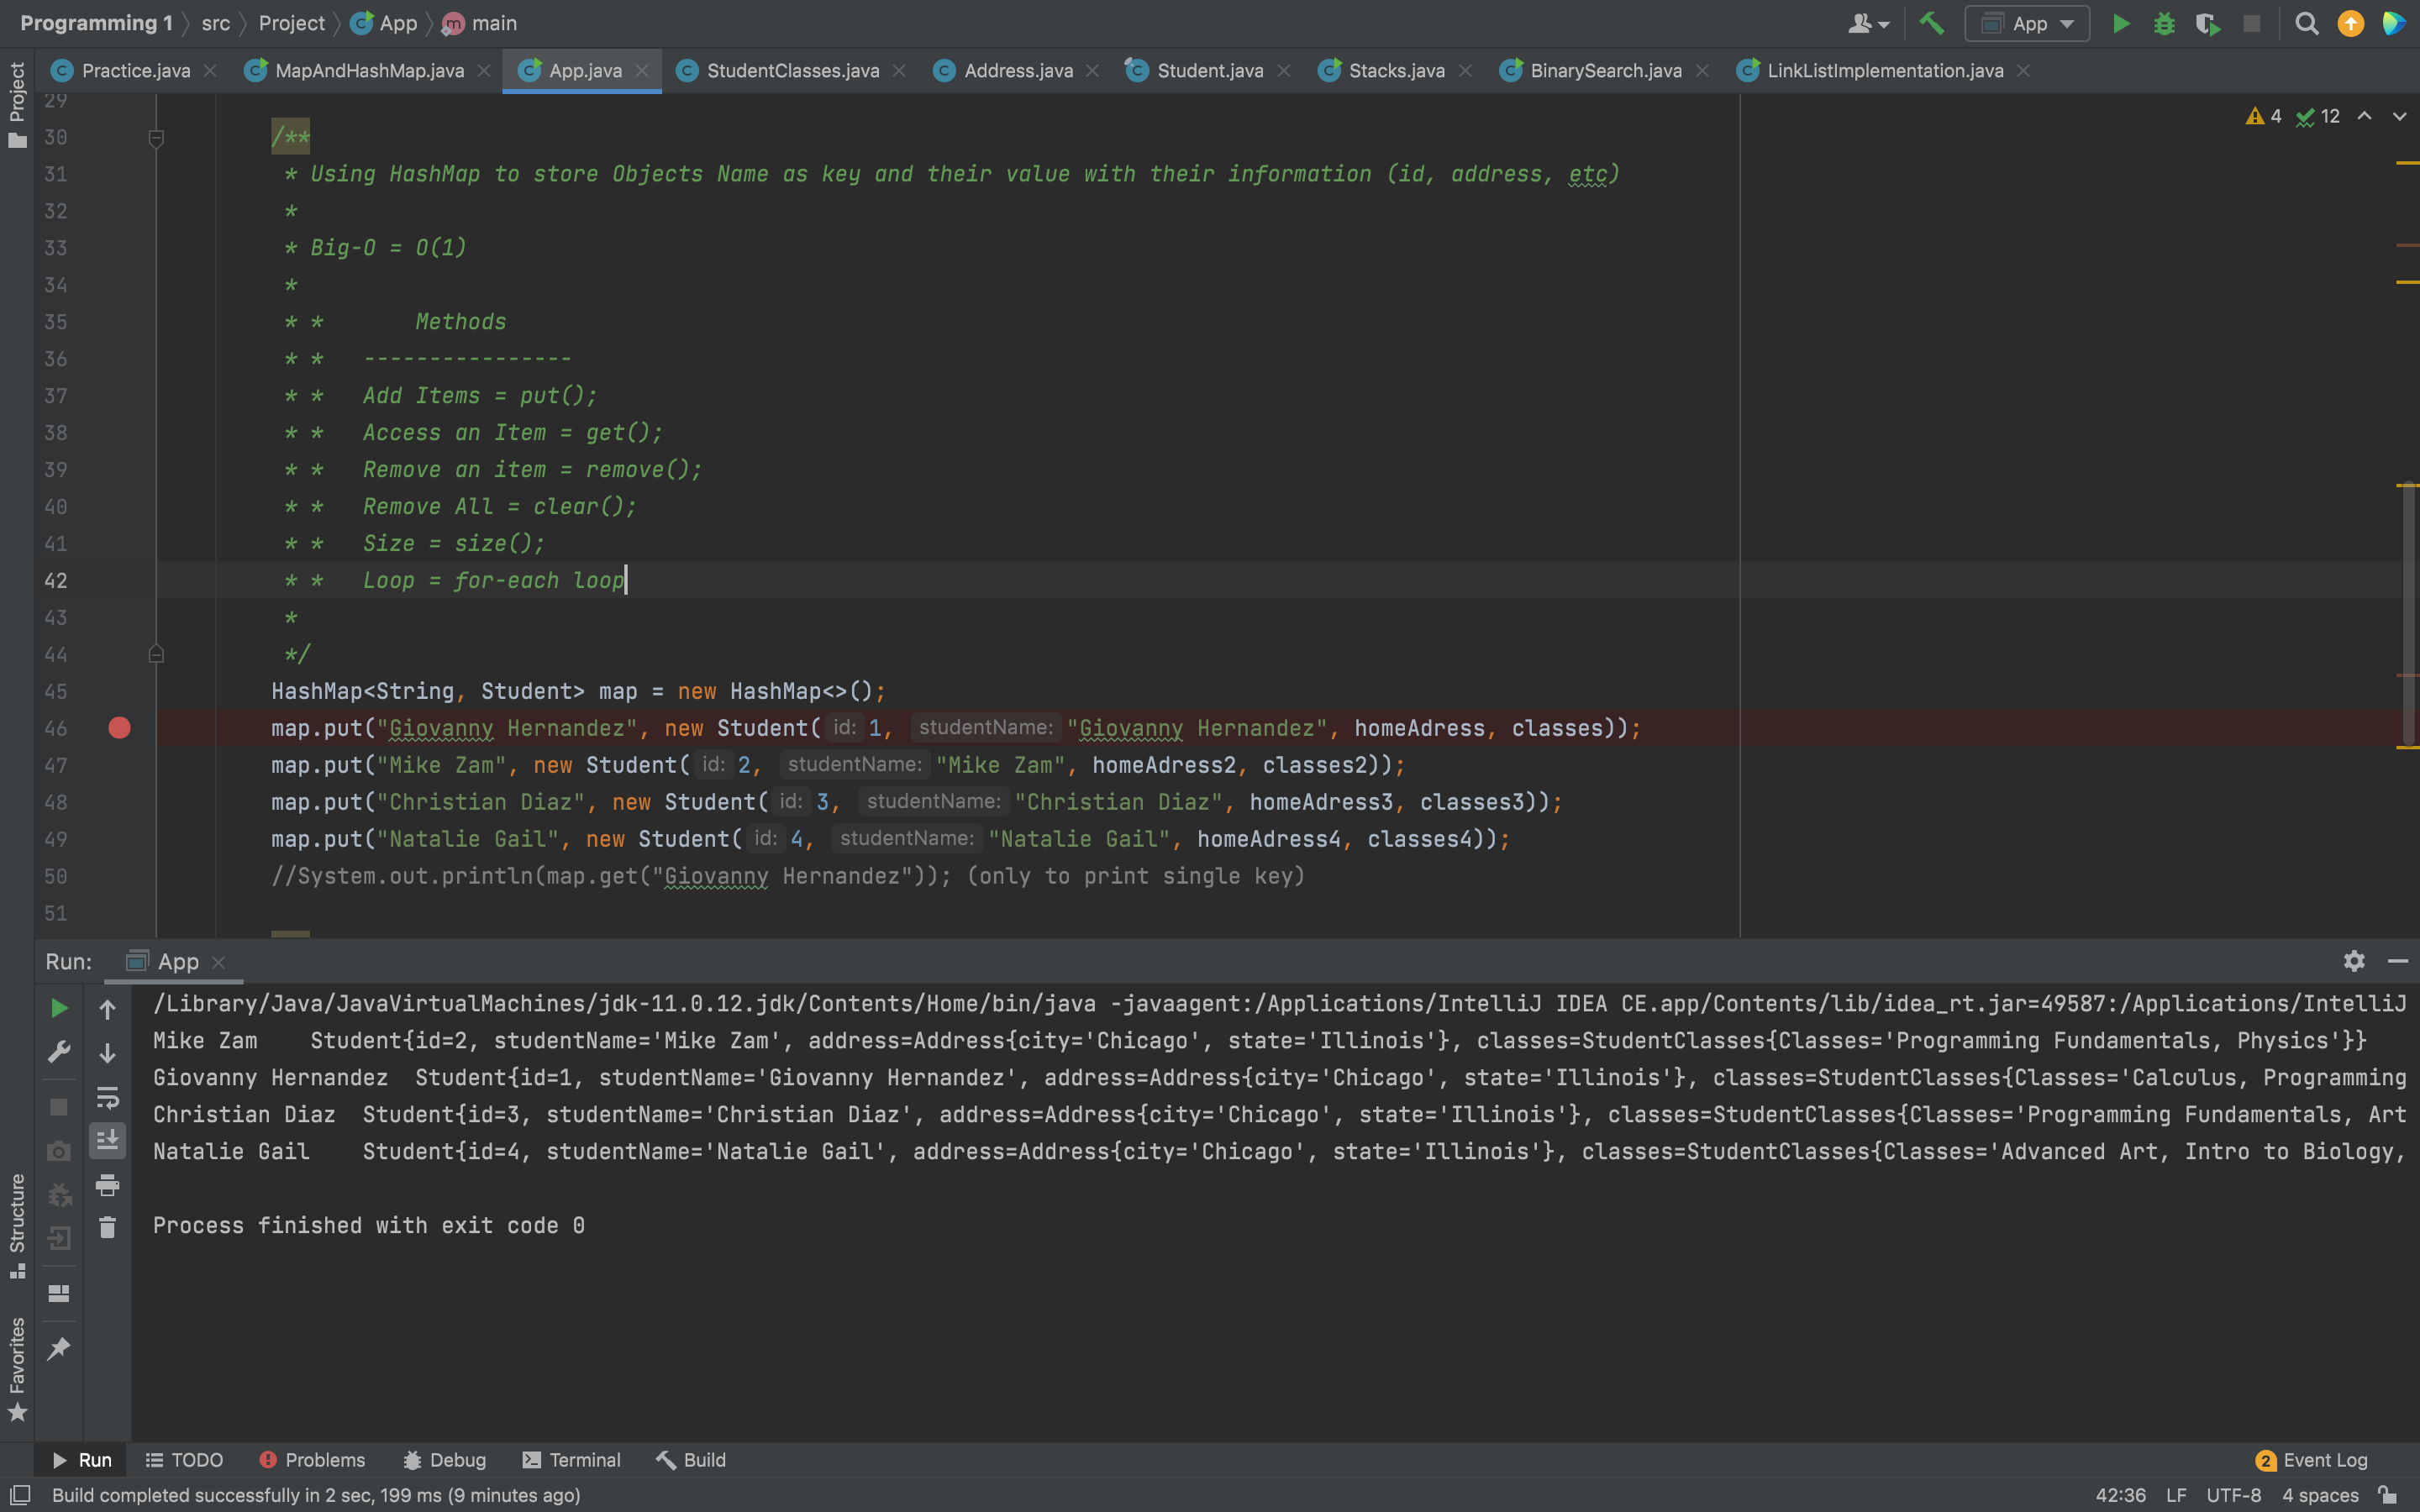 Programming 1 src Project App main App
Project
Practice.java MapAndHashMap.java App.java StudentClasses.java Address.java Student.java Stacks.java BinarySearch.java LinkListImplementation.java
4 12
29
30 /**
31 * Using HashMap to store Objects Name as key and their value with their information (id, address, etc)
32 *
33 * Big-O = O(1)
34 *
35 * * Methods
36 * * ----------------
37 * * Add Items = put();
38 * * Access an Item = get();
39 * * Remove an item = remove();
40 * * Remove All = clear();
41 * * Size = size();
42 * * Loop = for-each loop
43 *
44 */
45 HashMap<String, Student> map = new HashMap<>();
46 map.put("Giovanny Hernandez", new Student( id: 1, studentName: "Giovanny Hernandez", homeAdress, classes));
47 map.put("Mike Zam", new Student( id: 2, studentName: "Mike Zam", homeAdress2, classes2));
48 map.put("Christian Diaz", new Student( id: 3, studentName: "Christian Diaz", homeAdress3, classes3));
49 map.put("Natalie Gail", new Student( id: 4, studentName: "Natalie Gail", homeAdress4, classes4));
50 //System.out.println(map.get("Giovanny Hernandez")); (only to print single key)
51
Run: App
/Library/Java/JavaVirtualMachines/jdk-11.0.12.jdk/Contents/Home/bin/java -javaagent:/Applications/IntelliJ IDEA CE.app/Contents/lib/idea_rt.jar=49587:/Applications/IntelliJ
Mike Zam Student{id=2, studentName='Mike Zam', address=Address{city='Chicago', state='Illinois'}, classes=StudentClasses{Classes='Programming Fundamentals, Physics'}}
Giovanny Hernandez Student{id=1, studentName='Giovanny Hernandez', address=Address{city='Chicago', state='Illinois'}, classes=StudentClasses{Classes='Calculus, Programming
Christian Diaz Student{id=3, studentName='Christian Diaz', address=Address{city='Chicago', state='Illinois'}, classes=StudentClasses{Classes='Programming Fundamentals, Art
Natalie Gail Student{id=4, studentName='Natalie Gail', address=Address{city='Chicago', state='Illinois'}, classes=StudentClasses{Classes='Advanced Art, Intro to Biology,
Process finished with exit code 0
Structure
Favorites
Run TODO Problems Debug Terminal Build 2 Event Log
Build completed successfully in 2 sec, 199 ms (9 minutes ago) 42:36 LF UTF-8 4 spaces